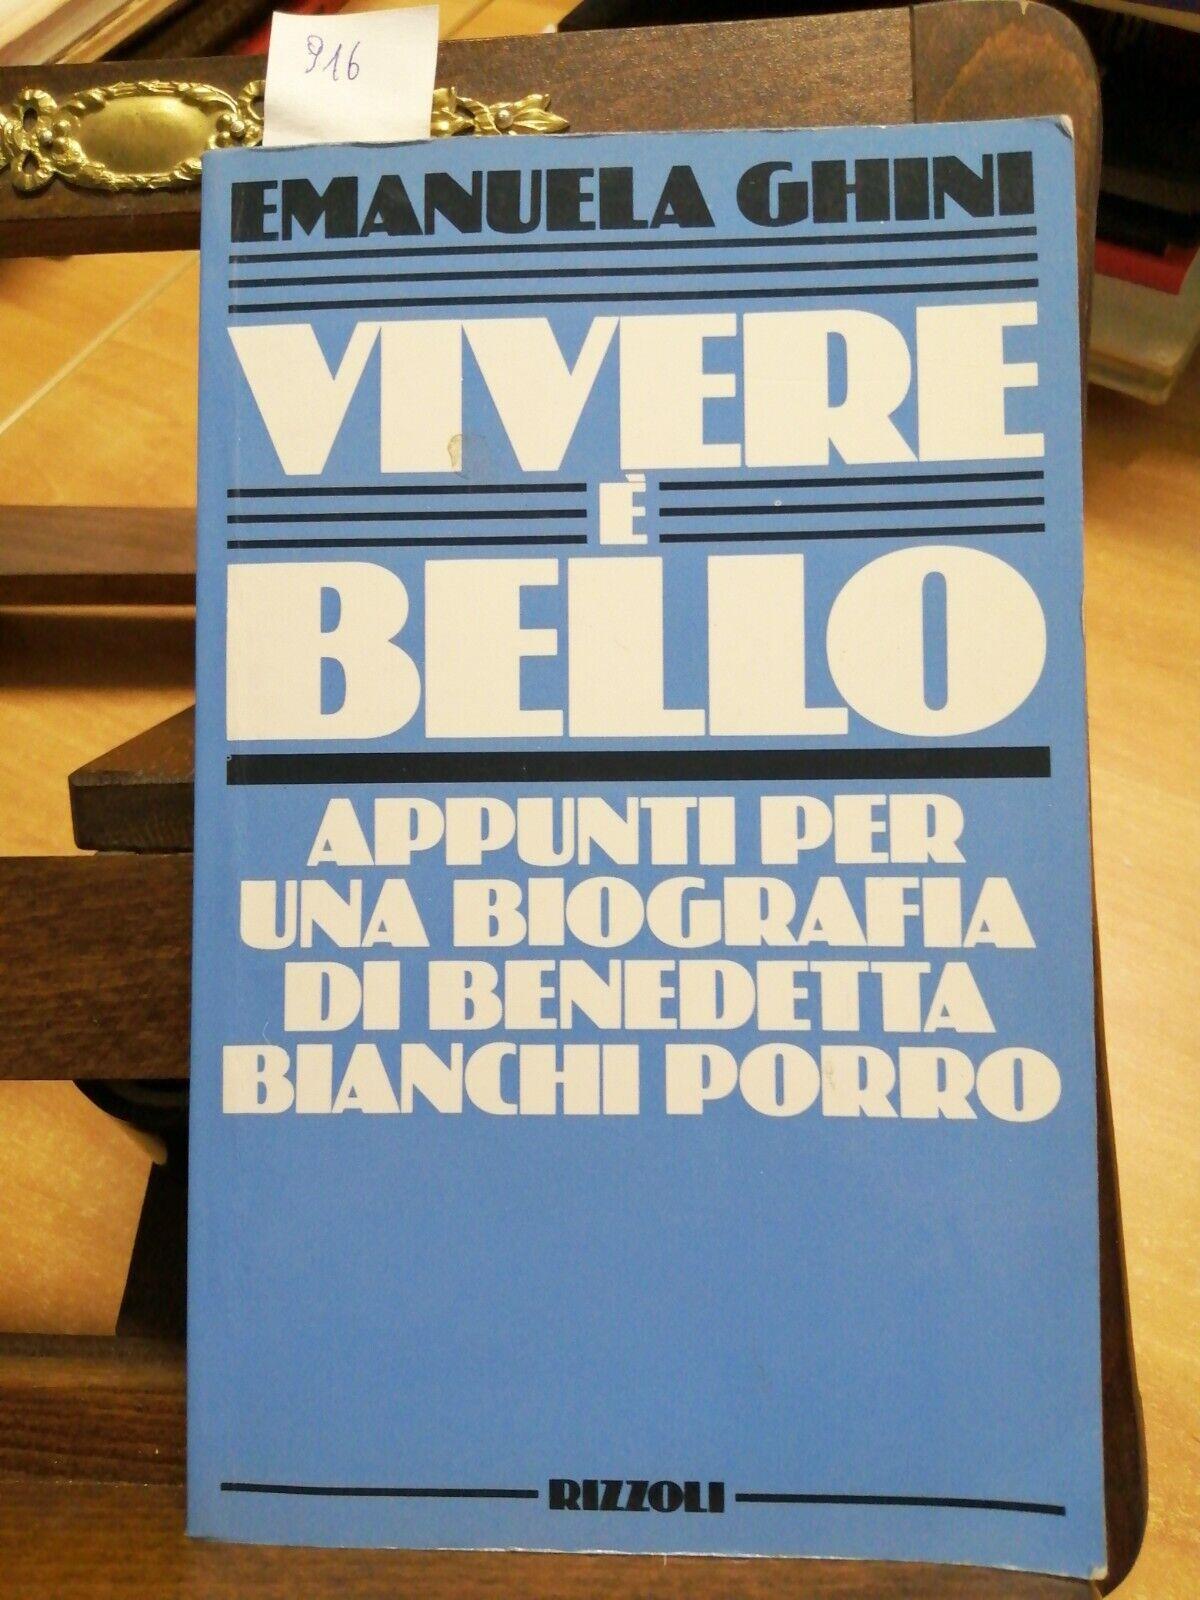 916
EMANUELA GHINI
VIVERE
È
BELLO
APPUNTI PER
UNA BIOGRAFIA
DI BENEDETTA
BIANCHI PORRO
RIZZOLI